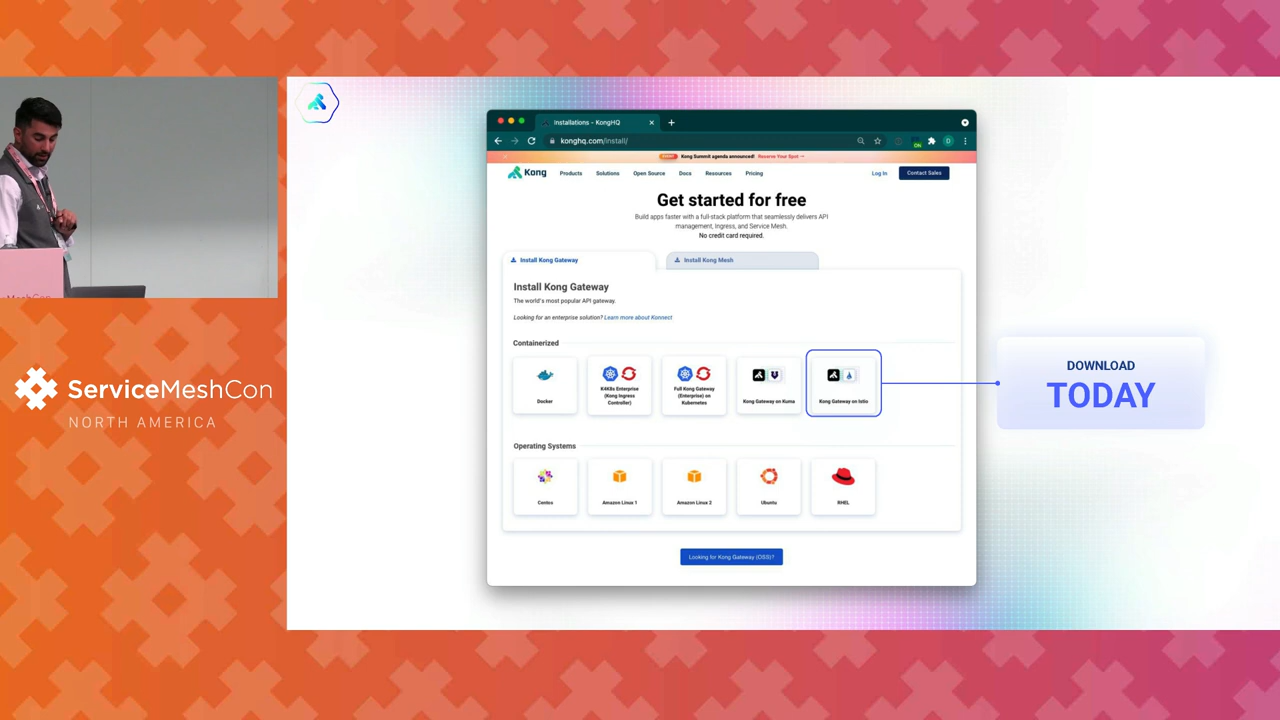 MeshCon
ServiceMeshCon
NORTH AMERICA
Installations - KongHQ
konghq.com/install/
ON
D
Kong Summit agenda announced! Reserve Your Spot
Kong
Products
Solutions
Open Source
Docs
Resources
Pricing
Log In
Contact Sales
Get started for free
Build apps faster with a full-stack platform that seamlessly delivers API
management, Ingress, and Service Mesh.
No credit card required.
Install Kong Gateway
Install Kong Mesh
Install Kong Gateway
The world's most popular API gateway.
Looking for an enterprise solution? Learn more about Konnect
Containerized
Docker
K4K8s Enterprise
(Kong Ingress
Controller)
Full Kong Gateway
(Enterprise) on
Kubernetes
Kong Gateway on Kuma
Kong Gateway on Istio
Operating Systems
Centos
Amazon Linux 1
Amazon Linux 2
Ubuntu
RHEL
Looking for Kong Gateway (OSS)?
DOWNLOAD
TODAY